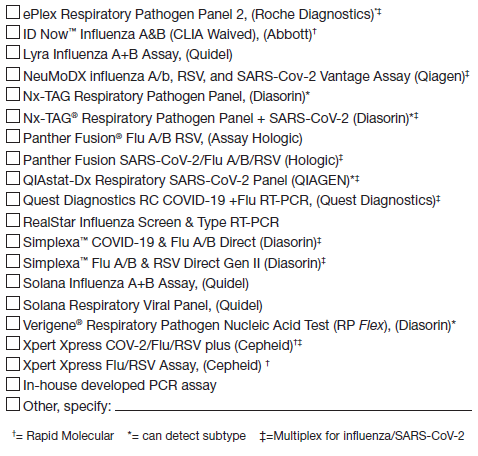 ePlex Respiratory Pathogen Panel 2, (Roche Diagnostics)*‡
ID Now™ Influenza A&B (CLIA Waived), (Abbott)†
Lyra Influenza A+B Assay, (Quidel)
NeuMoDX influenza A/b, RSV, and SARS-Cov-2 Vantage Assay (Qiagen)‡
Nx-TAG Respiratory Pathogen Panel, (Diasorin)*
Nx-TAG® Respiratory Pathogen Panel + SARS-CoV-2 (Diasorin)*‡
Panther Fusion® Flu A/B RSV, (Assay Hologic)
Panther Fusion SARS-CoV-2/Flu A/B/RSV (Hologic)‡
QIAstat-Dx Respiratory SARS-CoV-2 Panel (QIAGEN)*‡
Quest Diagnostics RC COVID-19 +Flu RT-PCR, (Quest Diagnostics)‡
RealStar Influenza Screen & Type RT-PCR
Simplexa™ COVID-19 & Flu A/B Direct (Diasorin)‡
Simplexa™ Flu A/B & RSV Direct Gen II (Diasorin)‡
Solana Influenza A+B Assay, (Quidel)
Solana Respiratory Viral Panel, (Quidel)
Verigene® Respiratory Pathogen Nucleic Acid Test (RP Flex), (Diasorin)*
Xpert Xpress COV-2/Flu/RSV plus (Cepheid)†‡
Xpert Xpress Flu/RSV Assay, (Cepheid) †
In-house developed PCR assay
Other, specify:
†= Rapid Molecular *= can detect subtype ‡=Multiplex for influenza/SARS-CoV-2